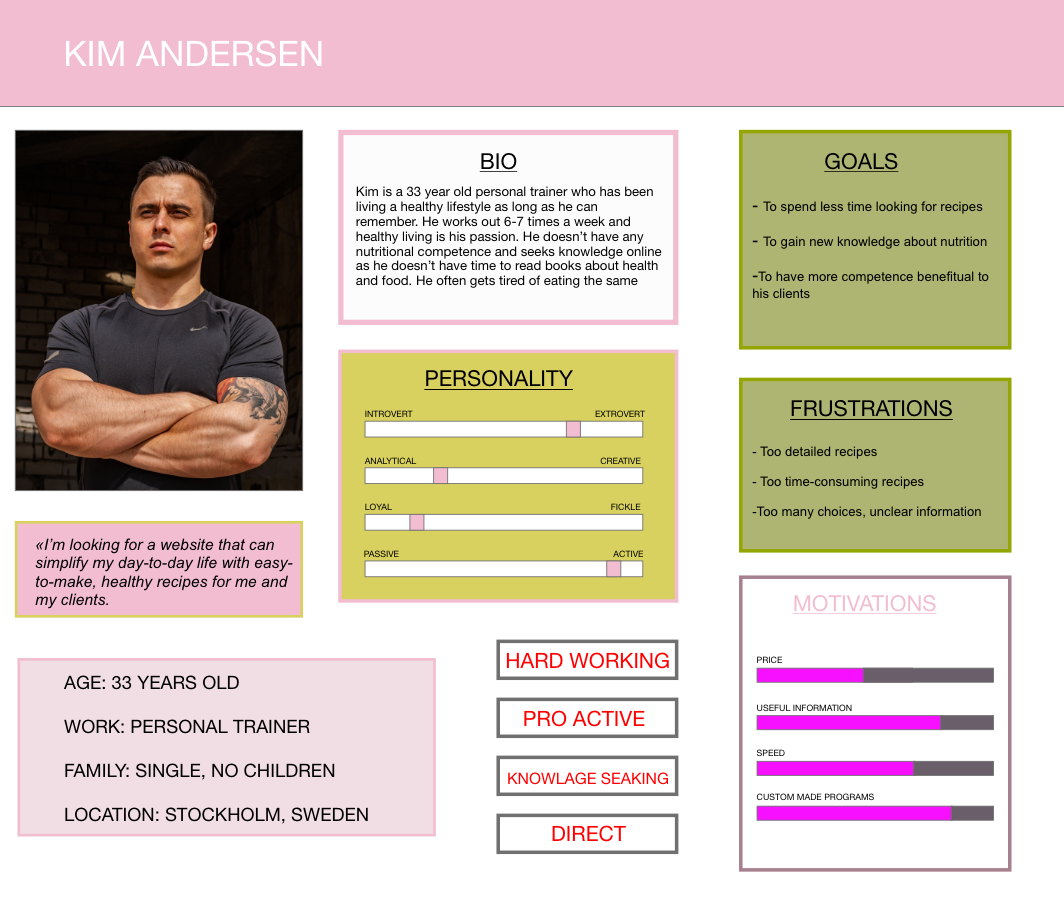 KIM ANDERSEN
BIO
Kim is a 33 year old personal trainer who has been
living a healthy lifestyle as long as he can
remember. He works out 6-7 times a week and
healthy living is his passion. He doesn’t have any
nutritional competence and seeks knowledge online
as he doesn’t have time to read books about health
and food. He often gets tired of eating the same
PERSONALITY
INTROVERT EXTROVERT
ANALYTICAL CREATIVE
LOYAL FICKLE
PASSIVE ACTIVE
«I’m looking for a website that can
simplify my day-to-day life with easy-
to-make, healthy recipes for me and
my clients.
AGE: 33 YEARS OLD
WORK: PERSONAL TRAINER
FAMILY: SINGLE, NO CHILDREN
LOCATION: STOCKHOLM, SWEDEN
HARD WORKING
PRO ACTIVE
KNOWLAGE SEAKING
DIRECT
GOALS
- To spend less time looking for recipes
- To gain new knowledge about nutrition
-To have more competence benefitual to
his clients
FRUSTRATIONS
- Too detailed recipes
- Too time-consuming recipes
-Too many choices, unclear information
MOTIVATIONS
PRICE
USEFUL INFORMATION
SPEED
CUSTOM MADE PROGRAMS